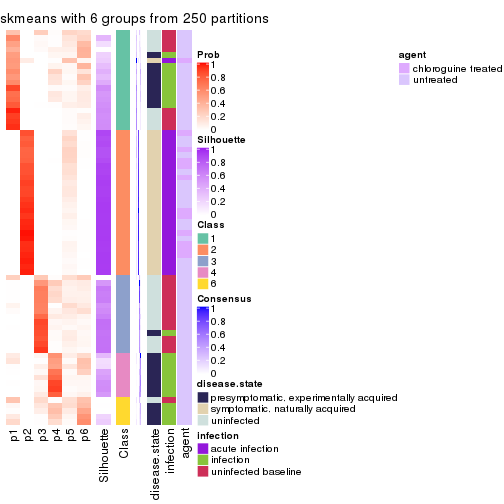 skmeans with 6 groups from 250 partitions
Prob
1
0.8
0.6
0.4
0.2
0
Silhouette
1
0.8
0.6
0.4
0.2
0
Class
1
2
3
4
6
Consensus
1
0.8
0.6
0.4
0.2
0
disease.state
presymptomatic. experimentally acquired
symptomatic. naturally acquired
uninfected
infection
acute infection
infection
uninfected baseline
agent
chloroguine treated
untreated
p1
p2
p3
p4
p5
p6
Silhouette
Class
disease.state
infection
agent